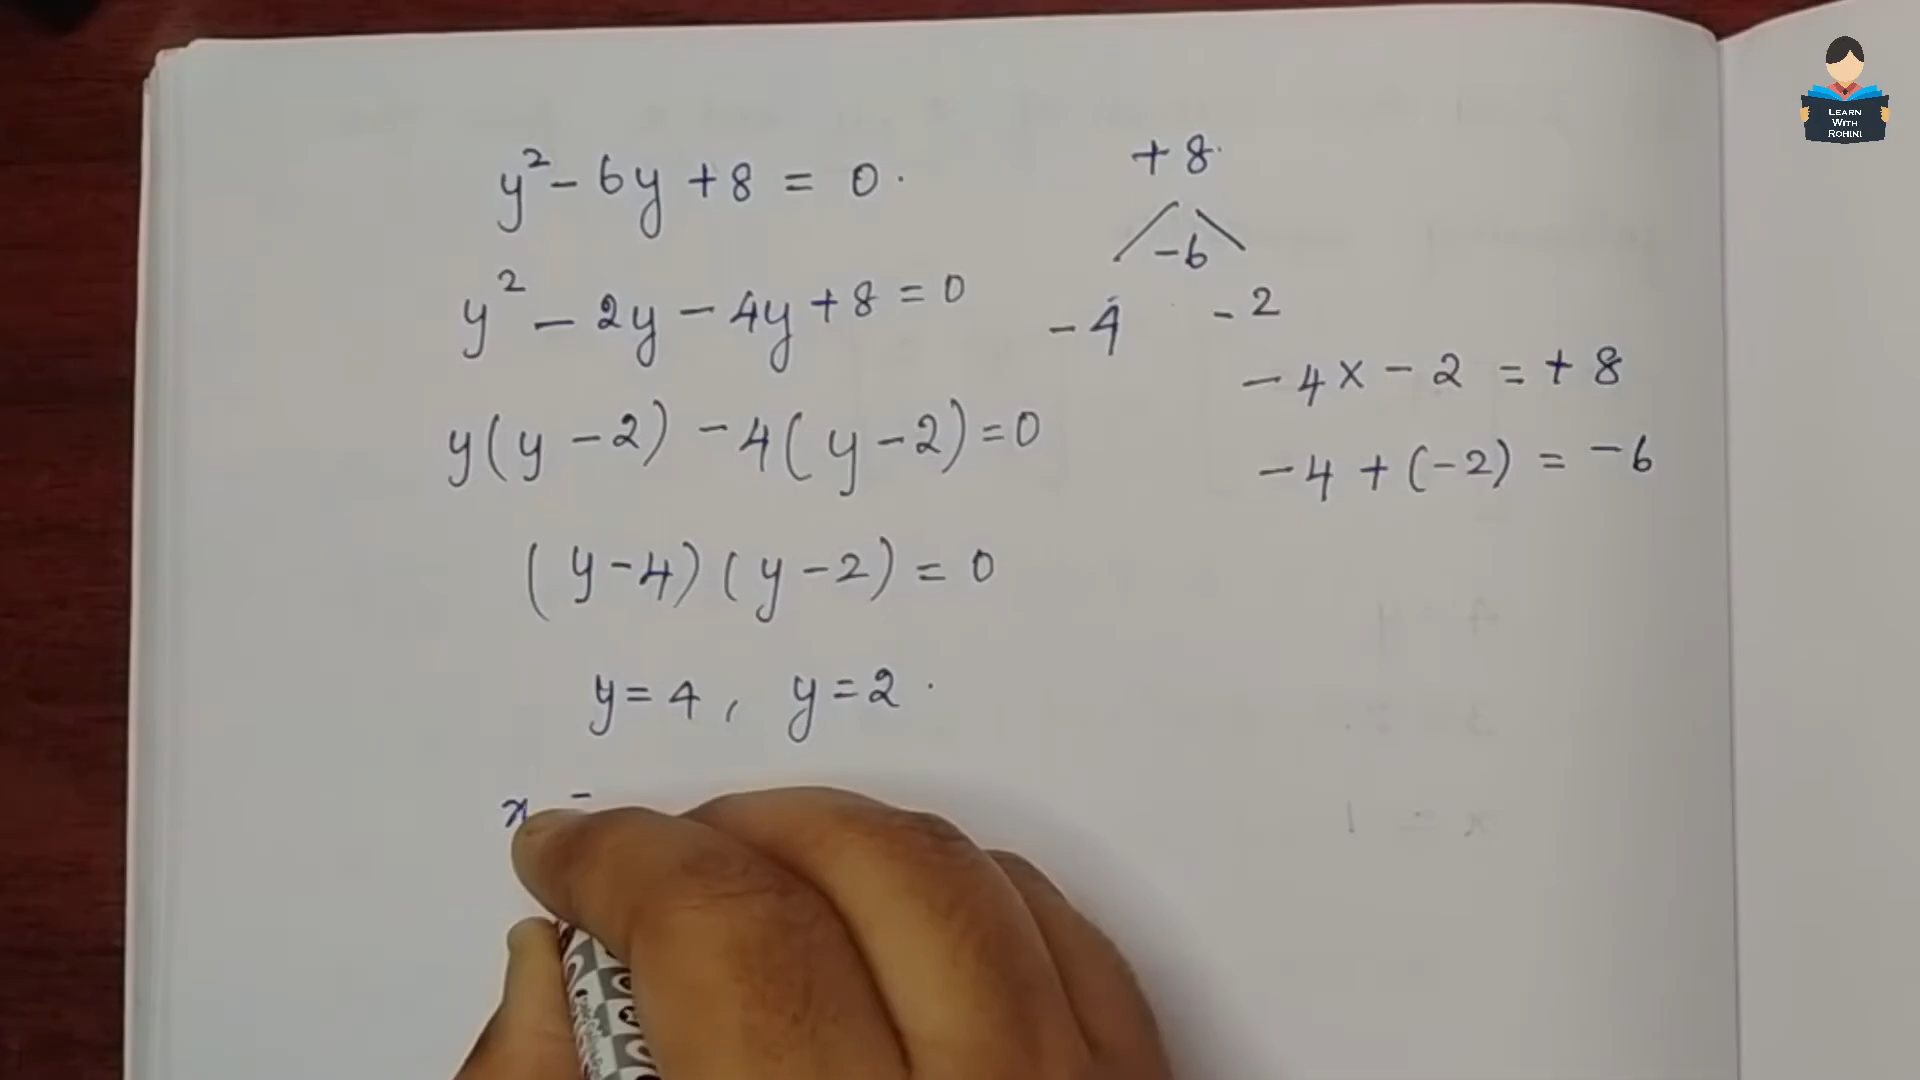 y² - 6y + 8 = 0.
y² - 2y - 4y + 8 = 0
y(y - 2) - 4(y - 2) = 0
(y - 4)(y - 2) = 0
y = 4, y = 2.
x =
+8
-6
-4 -2
-4 x -2 = +8
-4 + (-2) = -6
LEARN
WITH
ROHINI